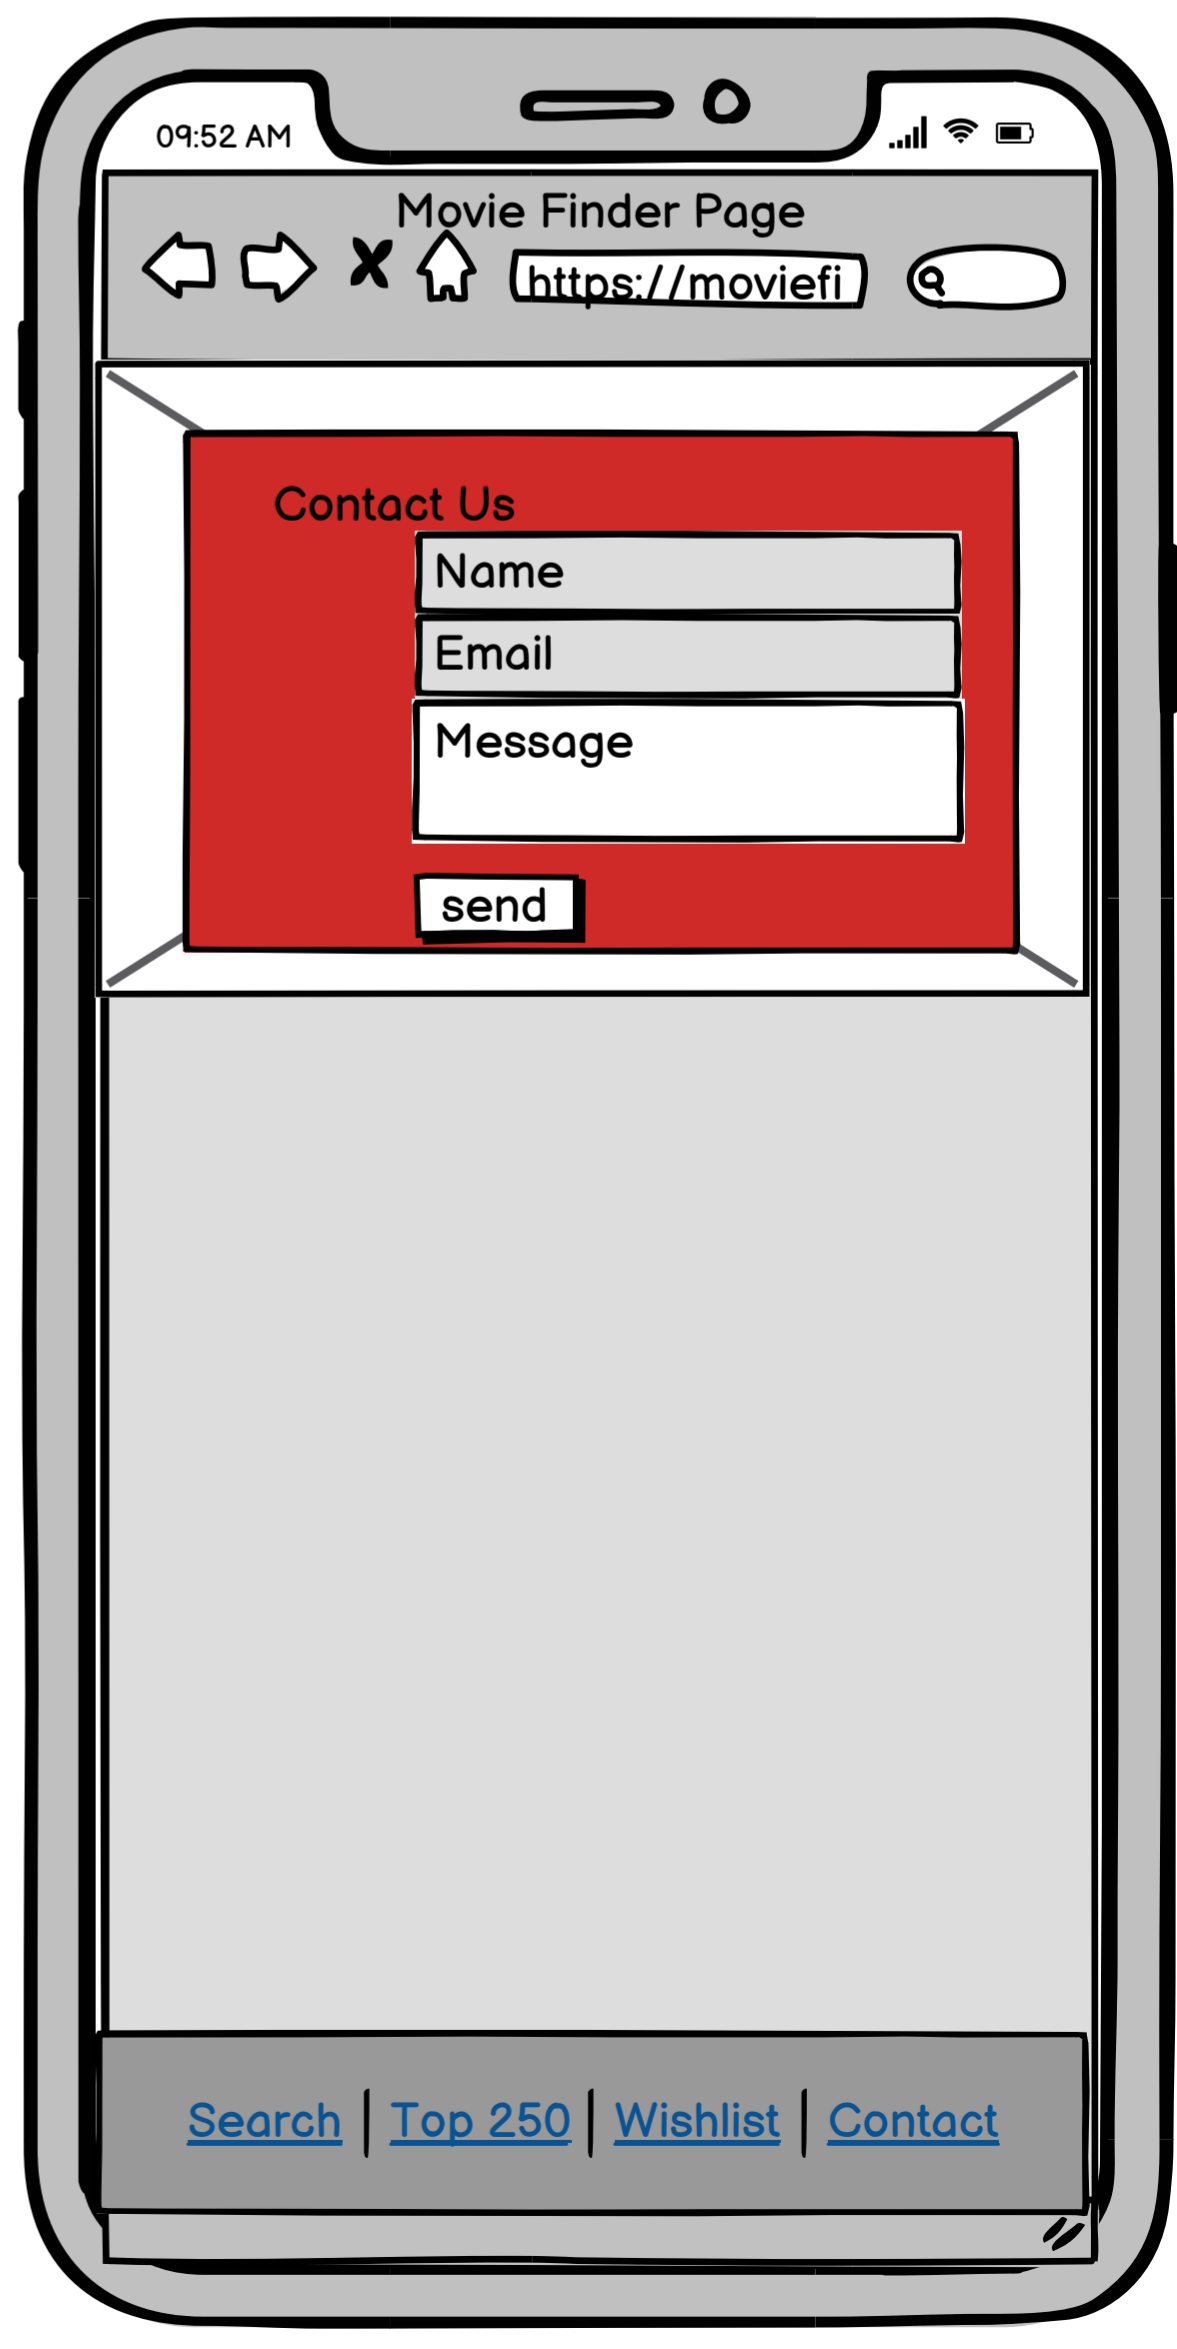 09:52 AM
Movie Finder Page
https://moviefi
Contact Us
Name
Email
Message
send
Search | Top 250 | Wishlist | Contact